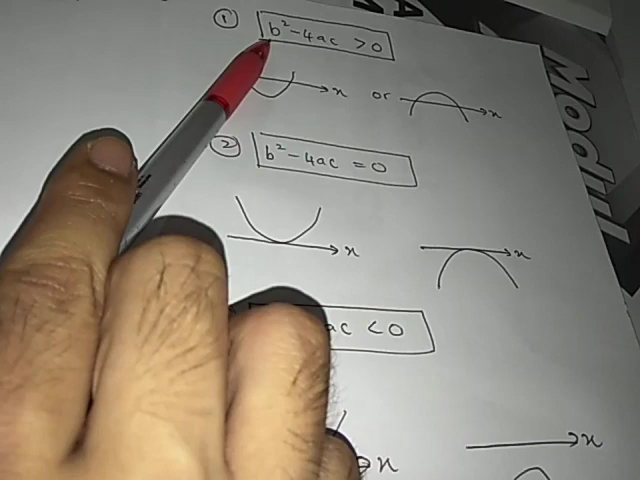 ① b²-4ac >0
x or x
② b²-4ac =0
x x
ac <0
x
x
Modul